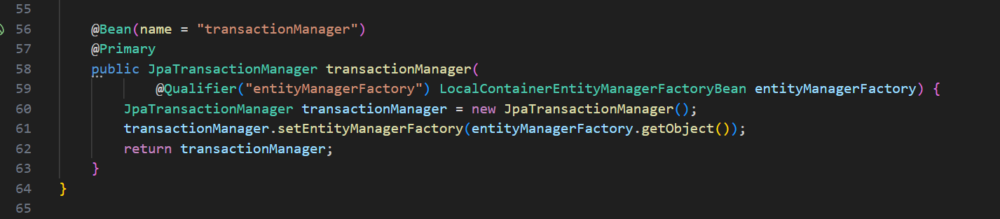 55
56 @Bean(name = "transactionManager")
57 @Primary
58 public JpaTransactionManager transactionManager(
59 @Qualifier("entityManagerFactory") LocalContainerEntityManagerFactoryBean entityManagerFactory) {
60 JpaTransactionManager transactionManager = new JpaTransactionManager();
61 transactionManager.setEntityManagerFactory(entityManagerFactory.getObject());
62 return transactionManager;
63 }
64 }
65